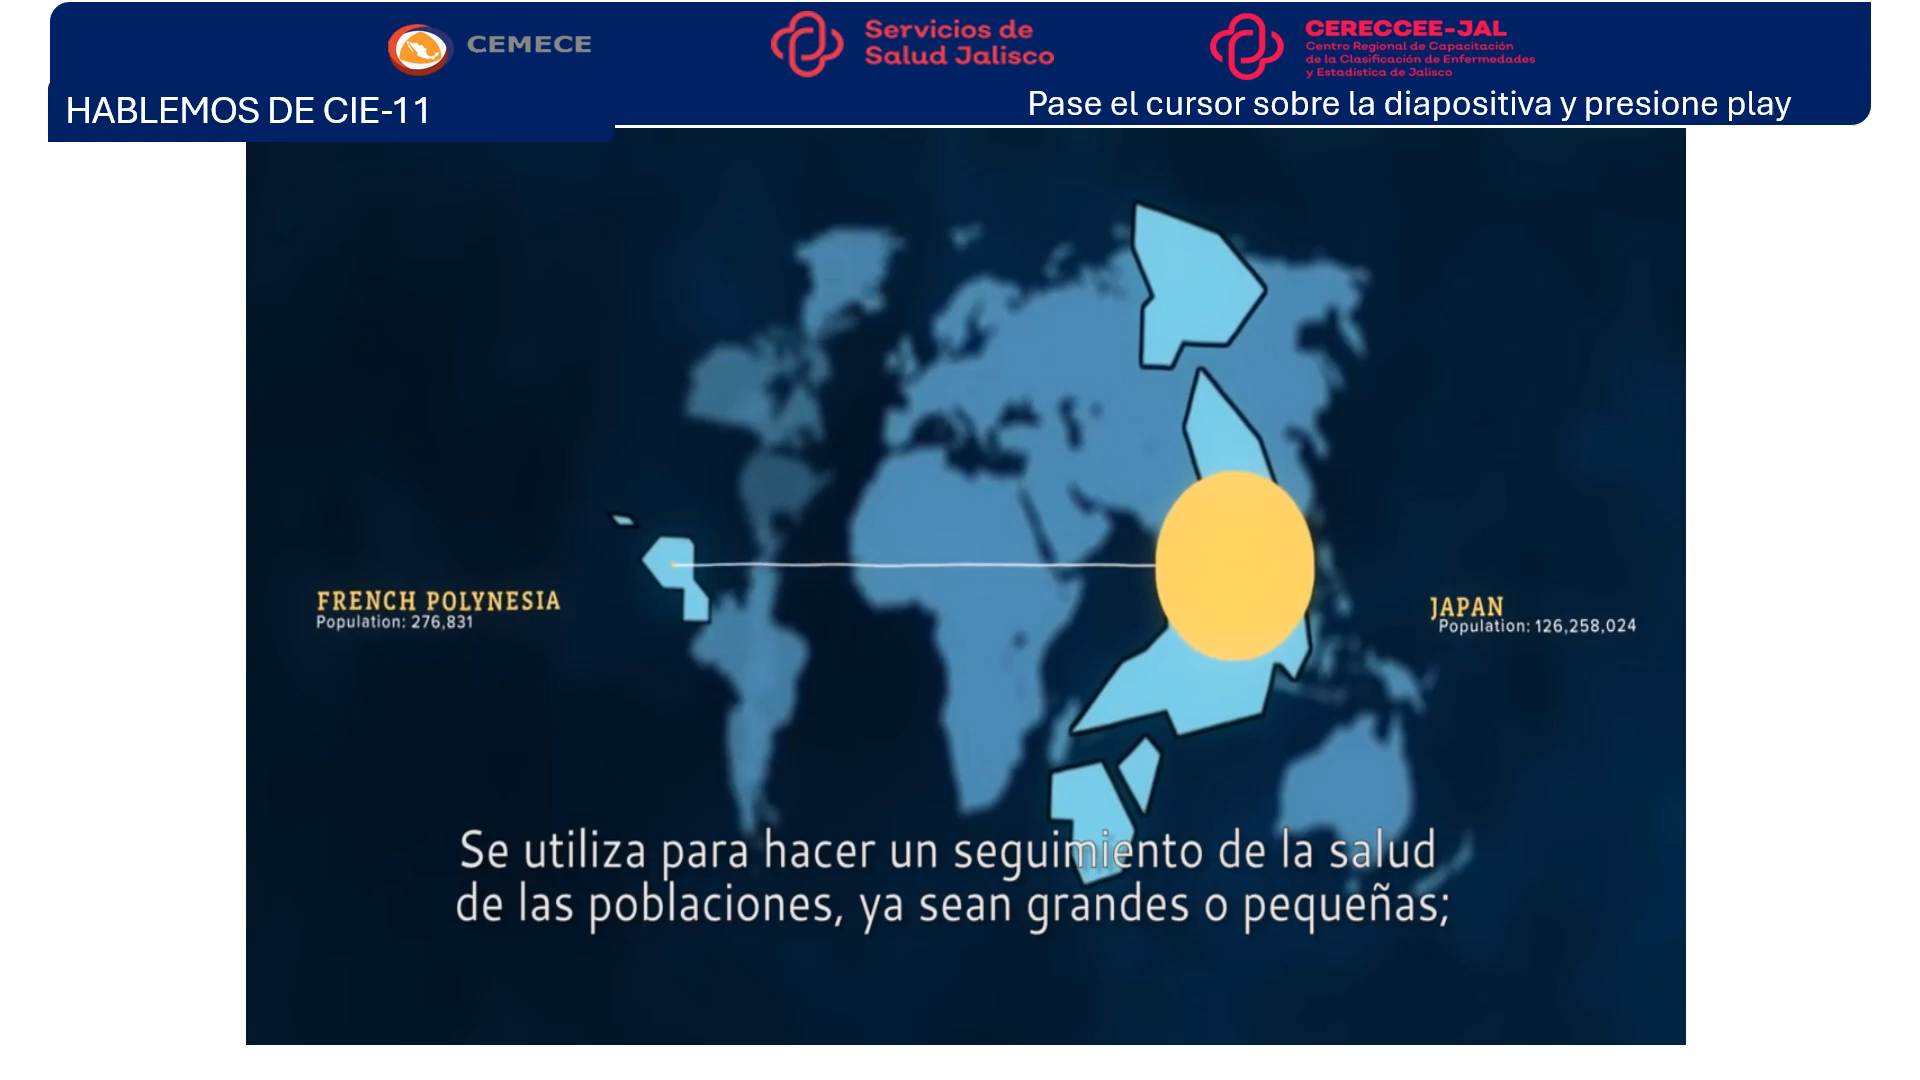 CEMECE
Servicios de
Salud Jalisco
CERECCEE-JAL
Centro Regional de Capacitación
de la Clasificación de Enfermedades
y Estadística de Jalisco
HABLEMOS DE CIE-11
Pase el cursor sobre la diapositiva y presione play
FRENCH POLYNESIA
Population: 276,831
JAPAN
Population: 126,258,024
Se utiliza para hacer un seguimiento de la salud
de las poblaciones, ya sean grandes o pequeñas;